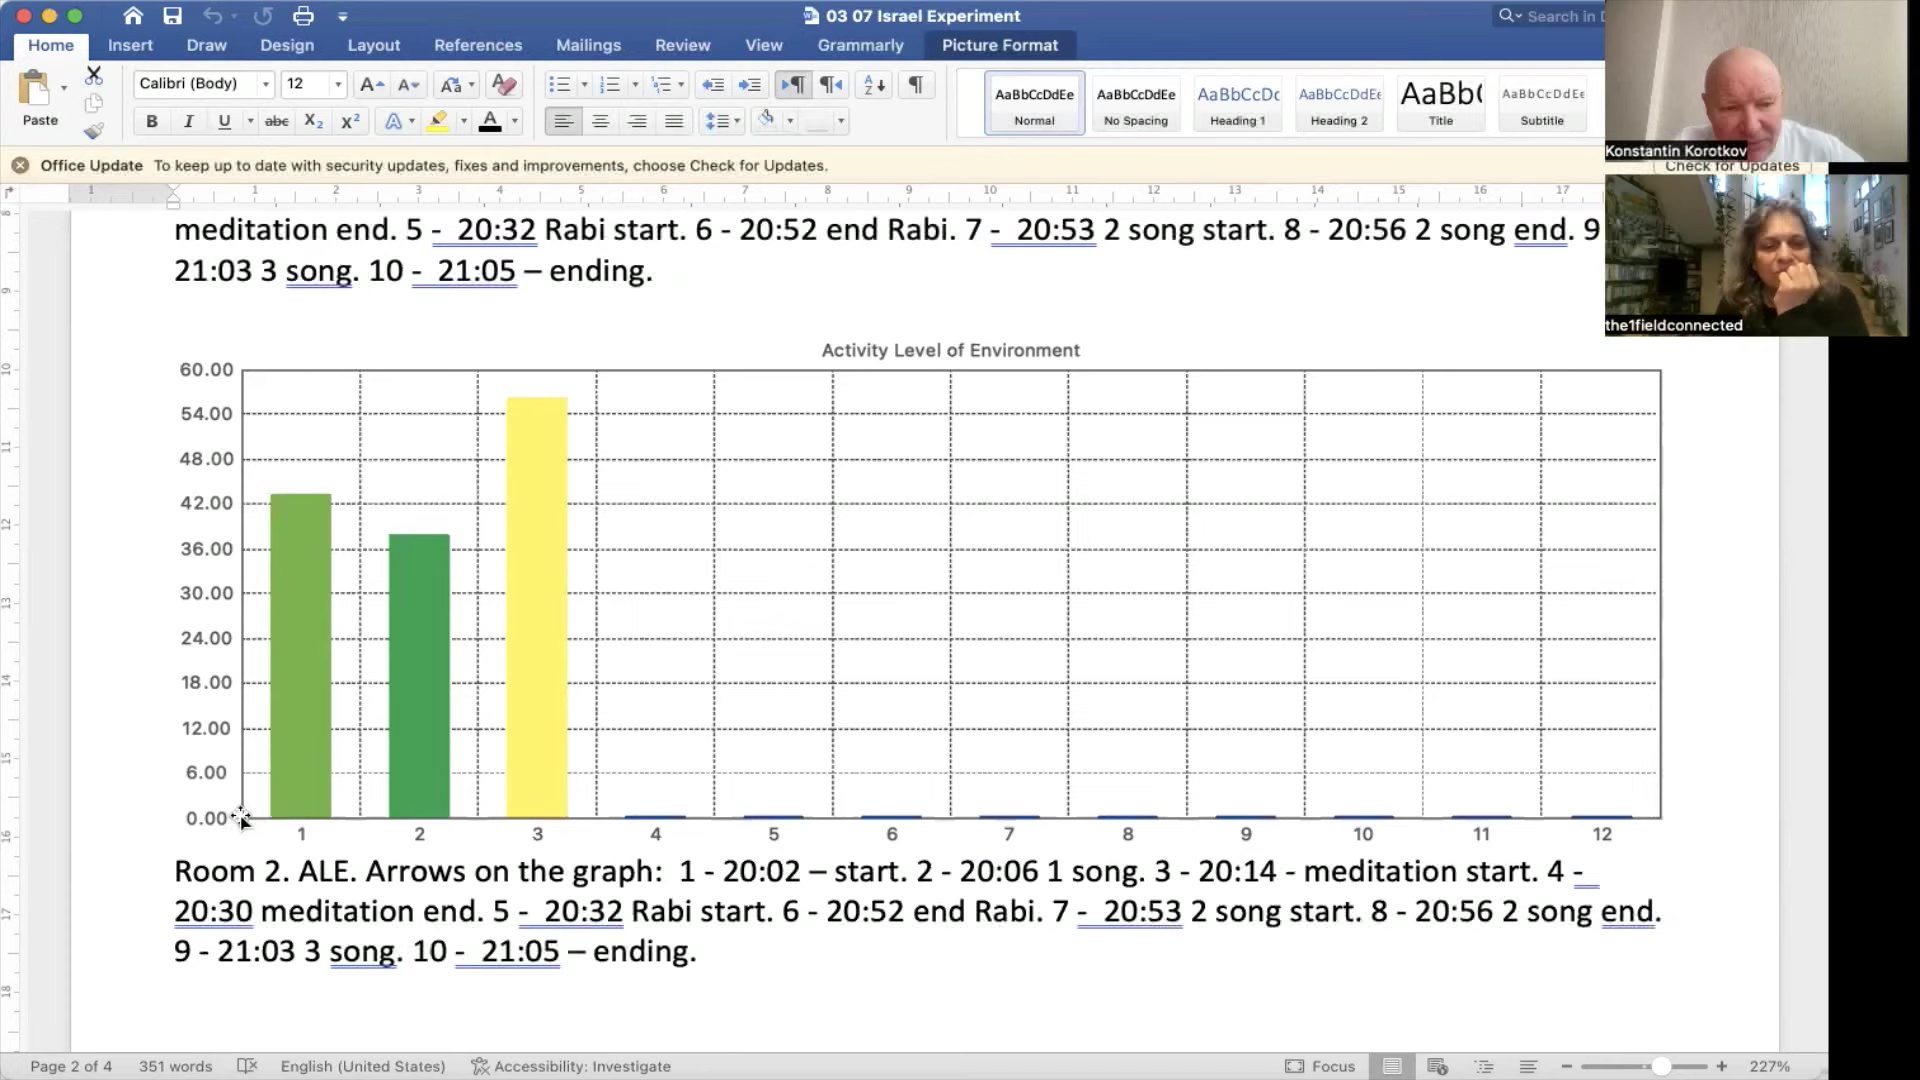 03 07 Israel Experiment
Search in D
Home Insert Draw Design Layout References Mailings Review View Grammarly Picture Format
Calibri (Body) 12
AaBbCcDdEe AaBbCcDdEe AaBbCcDc AaBbCcDdE AaBb( AaBbCcDdEe
Paste Normal No Spacing Heading 1 Heading 2 Title Subtitle
Konstantin Korotkov
Office Update To keep up to date with security updates, fixes and improvements, choose Check for Updates.
Check for Updates
the1fieldconnected
meditation end. 5 - 20:32 Rabi start. 6 - 20:52 end Rabi. 7 - 20:53 2 song start. 8 - 20:56 2 song end. 9
21:03 3 song. 10 - 21:05 – ending.
Activity Level of Environment
60.00
54.00
48.00
42.00
36.00
30.00
24.00
18.00
12.00
6.00
0.00
1 2 3 4 5 6 7 8 9 10 11 12
Room 2. ALE. Arrows on the graph: 1 - 20:02 – start. 2 - 20:06 1 song. 3 - 20:14 - meditation start. 4 -
20:30 meditation end. 5 - 20:32 Rabi start. 6 - 20:52 end Rabi. 7 - 20:53 2 song start. 8 - 20:56 2 song end.
9 - 21:03 3 song. 10 - 21:05 – ending.
Page 2 of 4 351 words English (United States) Accessibility: Investigate Focus 227%